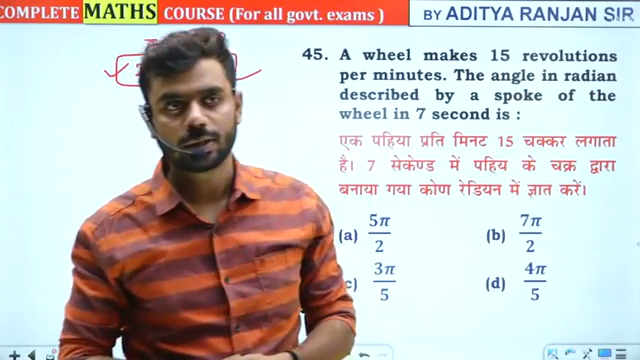 COMPLETE MATHS COURSE (For all govt. exams )
BY ADITYA RANJAN SIR
45. A wheel makes 15 revolutions
per minutes. The angle in radian
described by a spoke of the
wheel in 7 second is :
एक पहिया प्रति मिनट 15 चक्कर लगाता
है। 7 सेकेण्ड में पहिय के चक्र द्वारा
बनाया गया कोण रेडियन में ज्ञात करें।
(a) 5π/2 (b) 7π/2
c) 3π/5 (d) 4π/5